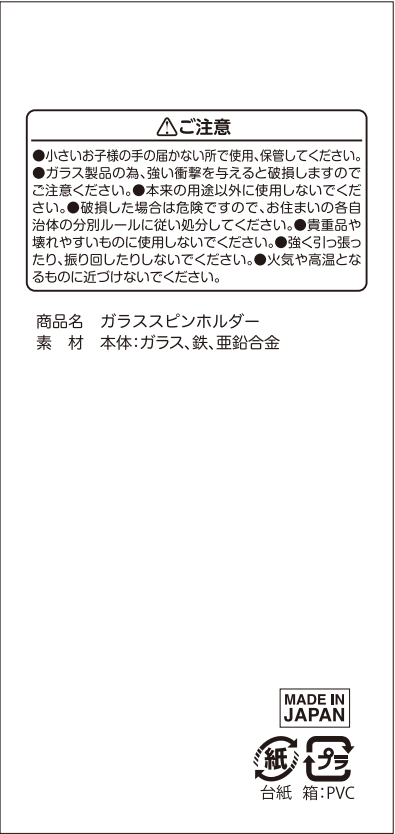 ⚠ご注意
●小さいお子様の手の届かない所で使用、保管してください。
●ガラス製品の為、強い衝撃を与えると破損しますので
ご注意ください。●本来の用途以外に使用しないでくだ
さい。●破損した場合は危険ですので、お住まいの各自
治体の分別ルールに従い処分してください。●貴重品や
壊れやすいものに使用しないでください。●強く引っ張っ
たり、振り回したりしないでください。●火気や高温とな
るものに近づけないでください。
商品名 ガラススピンホルダー
素 材 本体：ガラス、鉄、亜鉛合金
MADE IN
JAPAN
紙 プラ
台紙 箱：PVC